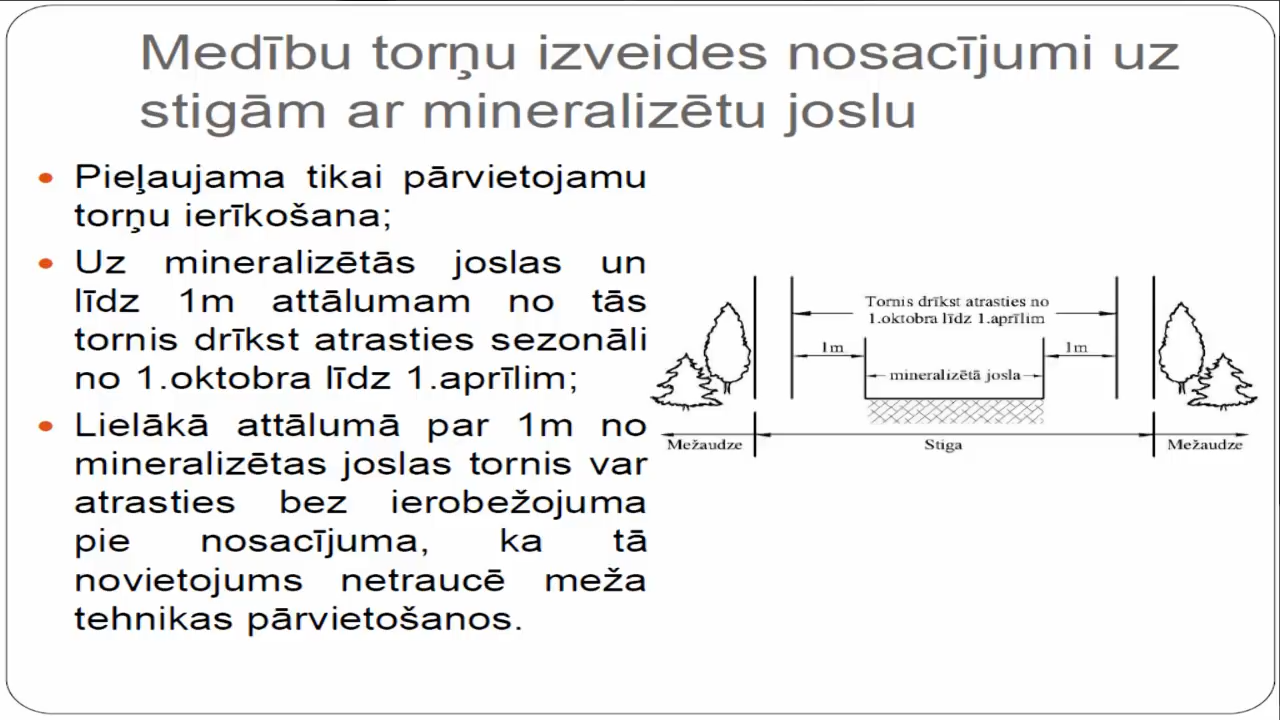 Medību torņu izveides nosacījumi uz
stigām ar mineralizētu joslu
• Pieļaujama tikai pārvietojamu
torņu ierīkošana;
• Uz mineralizētās joslas un
līdz 1m attālumam no tās
tornis drīkst atrasties sezonāli
no 1.oktobra līdz 1.aprīlim;
• Lielākā attālumā par 1m no
mineralizētas joslas tornis var
atrasties bez ierobežojuma
pie nosacījuma, ka tā
novietojums netraucē meža
tehnikas pārvietošanos.
Tornis drīkst atrasties no
1.oktobra līdz 1.aprīlim
1m
1m
mineralizētā josla
Mežaudze
Stiga
Mežaudze